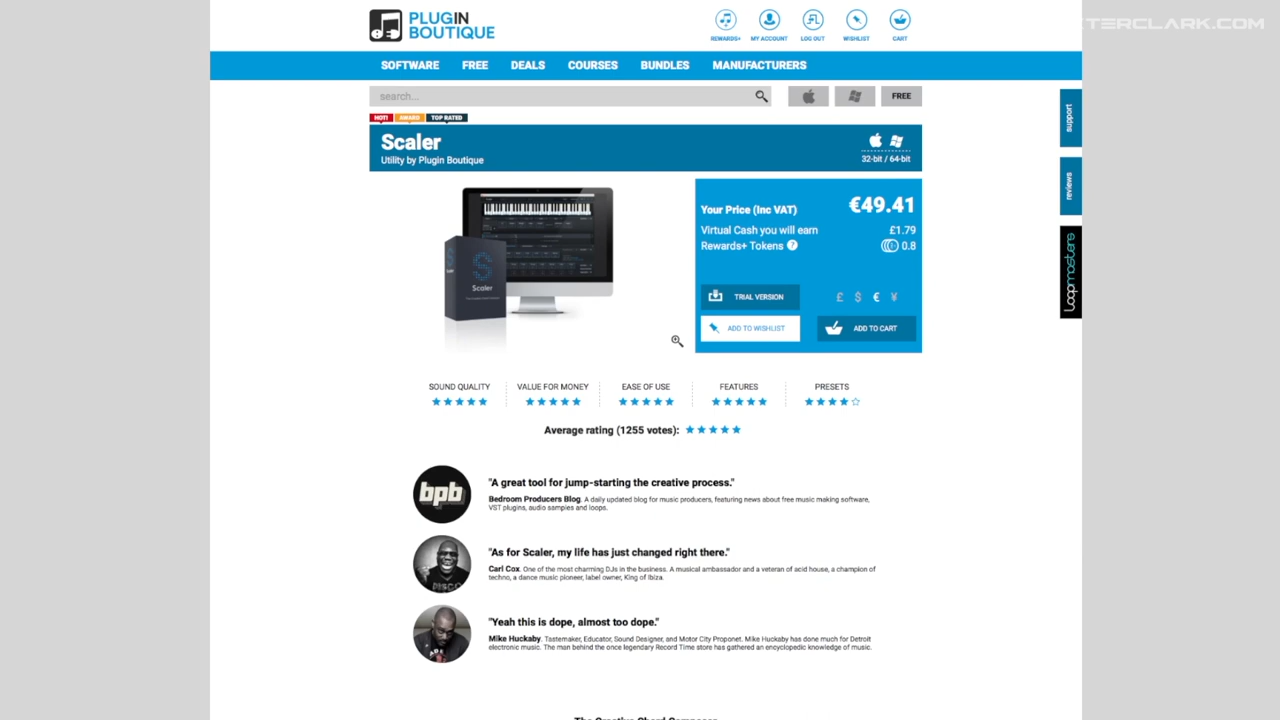 PLUGIN
BOUTIQUE
REWARDS+
MY ACCOUNT
LOG OUT
WISHLIST
CART
TERCLARK.COM
SOFTWARE
FREE
DEALS
COURSES
BUNDLES
MANUFACTURERS
search...
FREE
HOT!
AWARD
TOP RATED
Scaler
Utility by Plugin Boutique
32-bit / 64-bit
support
reviews
Loopmasters
S
Scaler
Your Price (Inc VAT) €49.41
Virtual Cash you will earn £1.79
Rewards+ Tokens ? 0.8
TRIAL VERSION
£ $ € ¥
ADD TO WISHLIST
ADD TO CART
SOUND QUALITY
VALUE FOR MONEY
EASE OF USE
FEATURES
PRESETS
Average rating (1255 votes):
bpb
"A great tool for jump-starting the creative process."
Bedroom Producers Blog. A daily updated blog for music producers, featuring news about free music making software,
VST plugins, audio samples and loops.
"As for Scaler, my life has just changed right there."
Carl Cox. One of the most charming DJs in the business. A musical ambassador and a veteran of acid house, a champion of
techno, a dance music pioneer, label owner, King of Ibiza.
"Yeah this is dope, almost too dope."
Mike Huckaby. Tastemaker, Educator, Sound Designer, and Motor City Proponet. Mike Huckaby has done much for Detroit
electronic music. The man behind the once legendary Record Time store has gathered an encyclopedic knowledge of music.
The Creative Chord Composer